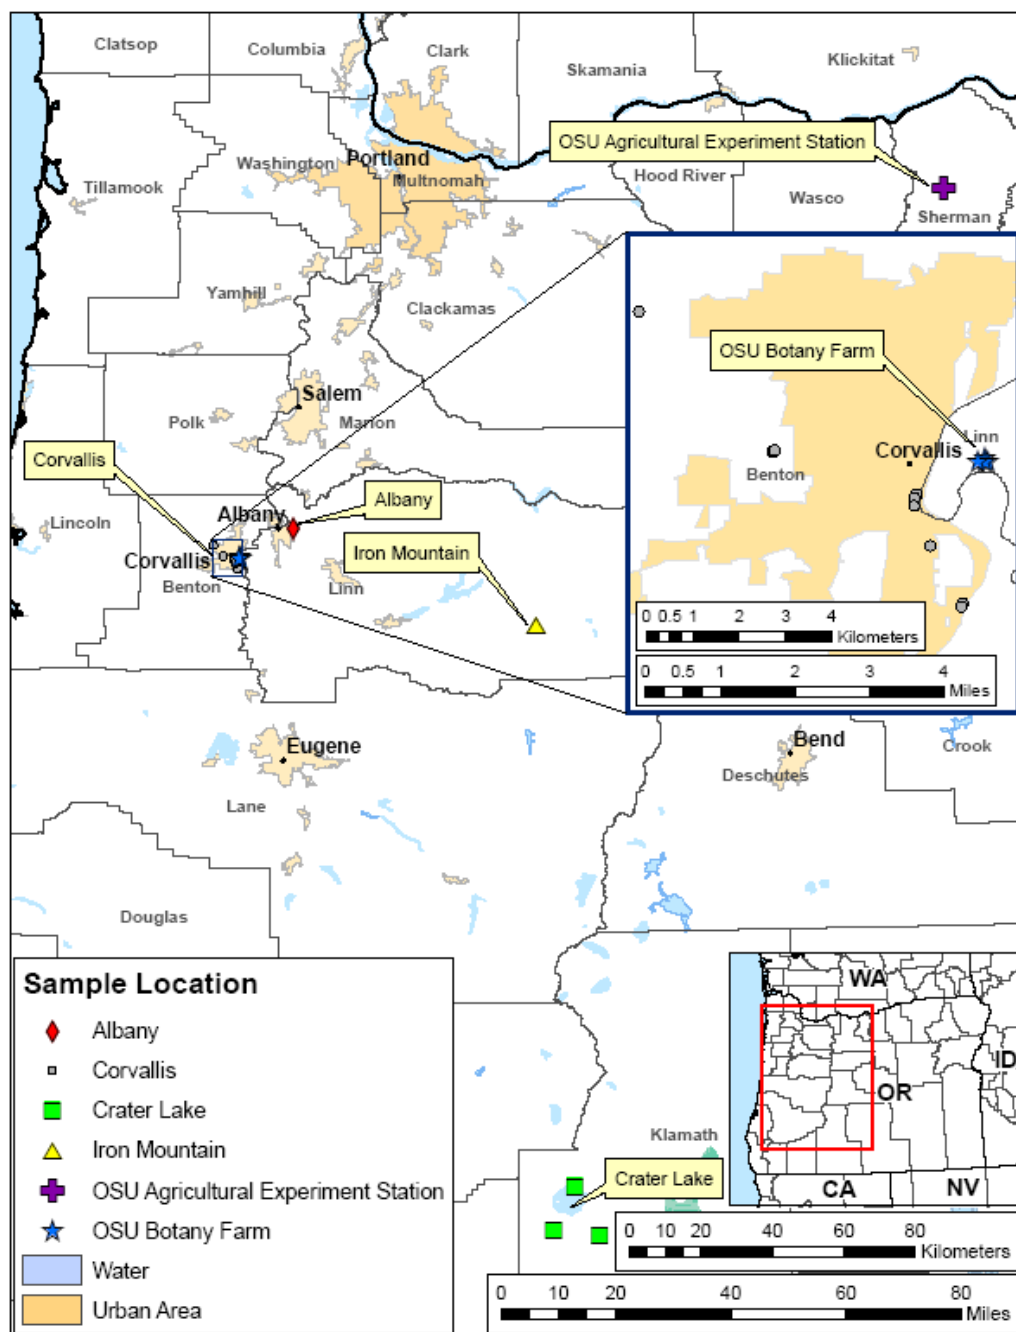 Clatsop
Columbia
Clark
Skamania
Klickitat
OSU Agricultural Experiment Station
Washington
Portland
Multnomah
Hood River
Tillamook
Wasco
Sherman
Yamhill
Clackamas
OSU Botany Farm
Salem
Polk
Marion
Corvallis
Linn
Corvallis
Benton
Albany
Albany
Lincoln
Iron Mountain
Corvallis
Benton
Linn
0 0.5 1 2 3 4
Kilometers
0 0.5 1 2 3 4
Miles
Eugene
Bend
Crook
Deschutes
Lane
Douglas
Sample Location
Albany
Corvallis
Crater Lake
Iron Mountain
OSU Agricultural Experiment Station
OSU Botany Farm
Water
Urban Area
WA
ID
OR
CA
NV
Klamath
Crater Lake
0 10 20 40 60 80
Kilometers
0 10 20 40 60 80
Miles